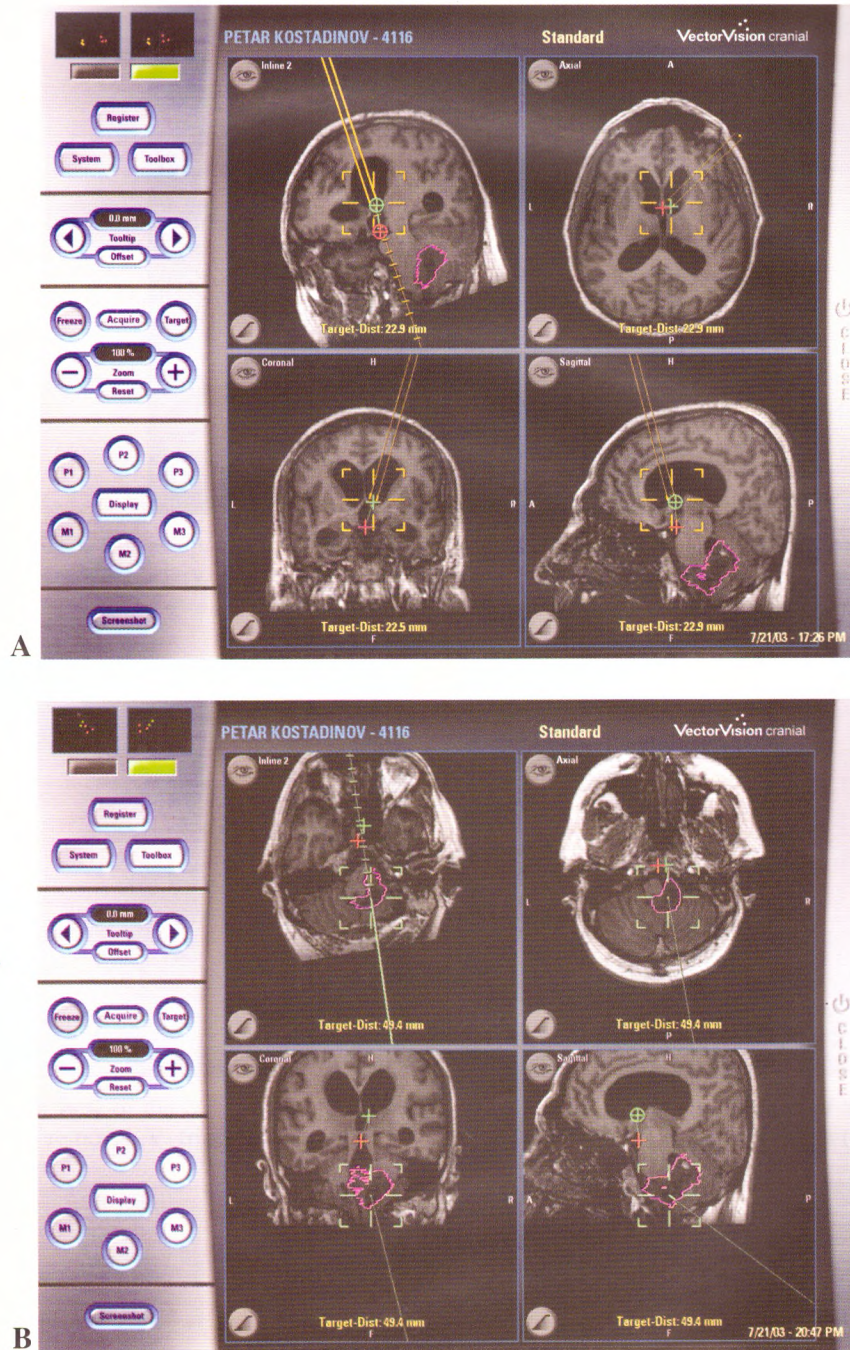 PETAR KOSTADINOV - 4116 Standard VectorVision cranial
Inline 2
Axial
A
Register
System Toolbox
L
R
0.0 mm
Tooltip
Offset
Target-Dist: 22.9 mm
Target-Dist: 22.9 mm
P
Freeze Acquire Target
Coronal
H
Sagittal
H
100 %
Zoom
Reset
CLOSE
P1 P2 P3
Display
L
R
A
P
M1 M2 M3
Screenshot
Target-Dist: 22.5 mm
F
Target-Dist: 22.9 mm
F
7/21/03 - 17:26 PM
A
PETAR KOSTADINOV - 4116 Standard VectorVision cranial
Inline 2
Axial
A
Register
System Toolbox
L
R
0.0 mm
Tooltip
Offset
Target-Dist: 49.4 mm
Target-Dist: 49.4 mm
P
Freeze Acquire Target
Coronal
H
Sagittal
H
100 %
Zoom
Reset
CLOSE
P1 P2 P3
Display
L
R
A
P
M1 M2 M3
Screenshot
Target-Dist: 49.4 mm
F
Target-Dist: 49.4 mm
F
7/21/03 - 20:47 PM
B